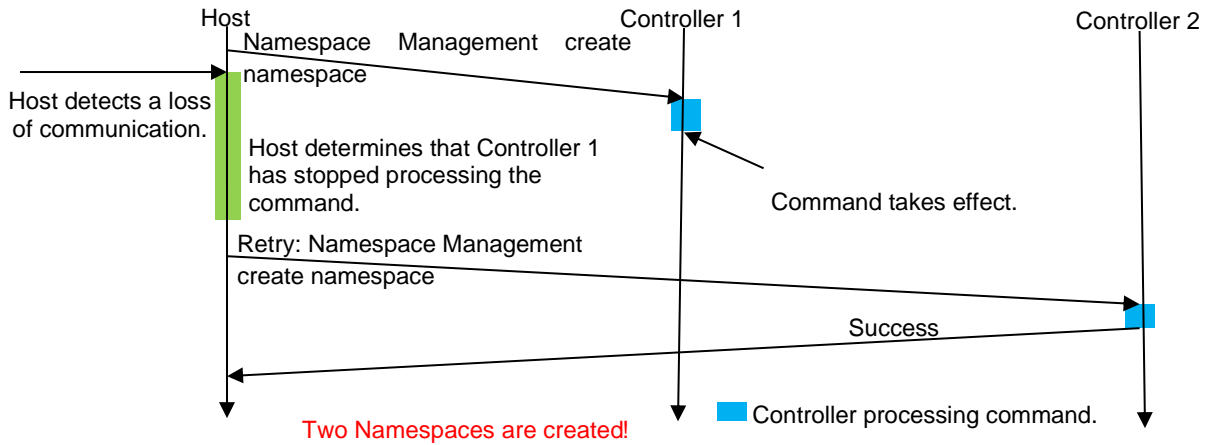 Host
Controller 1
Controller 2
Namespace Management create
namespace
Host detects a loss
of communication.
Host determines that Controller 1
has stopped processing the
command.
Command takes effect.
Retry: Namespace Management
create namespace
Success
Two Namespaces are created!
Controller processing command.